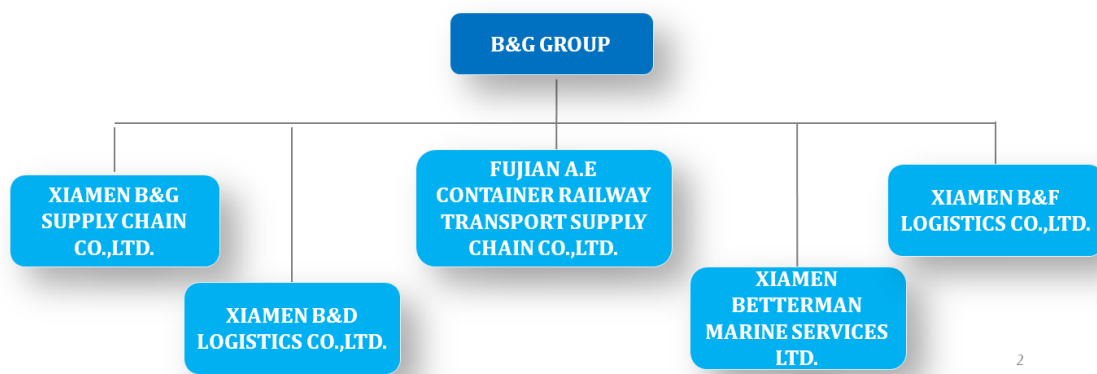 B&G GROUP
XIAMEN B&G
SUPPLY CHAIN
CO.,LTD.
XIAMEN B&D
LOGISTICS CO.,LTD.
FUJIAN A.E
CONTAINER RAILWAY
TRANSPORT SUPPLY
CHAIN CO.,LTD.
XIAMEN
BETTERMAN
MARINE SERVICES
LTD.
XIAMEN B&F
LOGISTICS CO.,LTD.
2